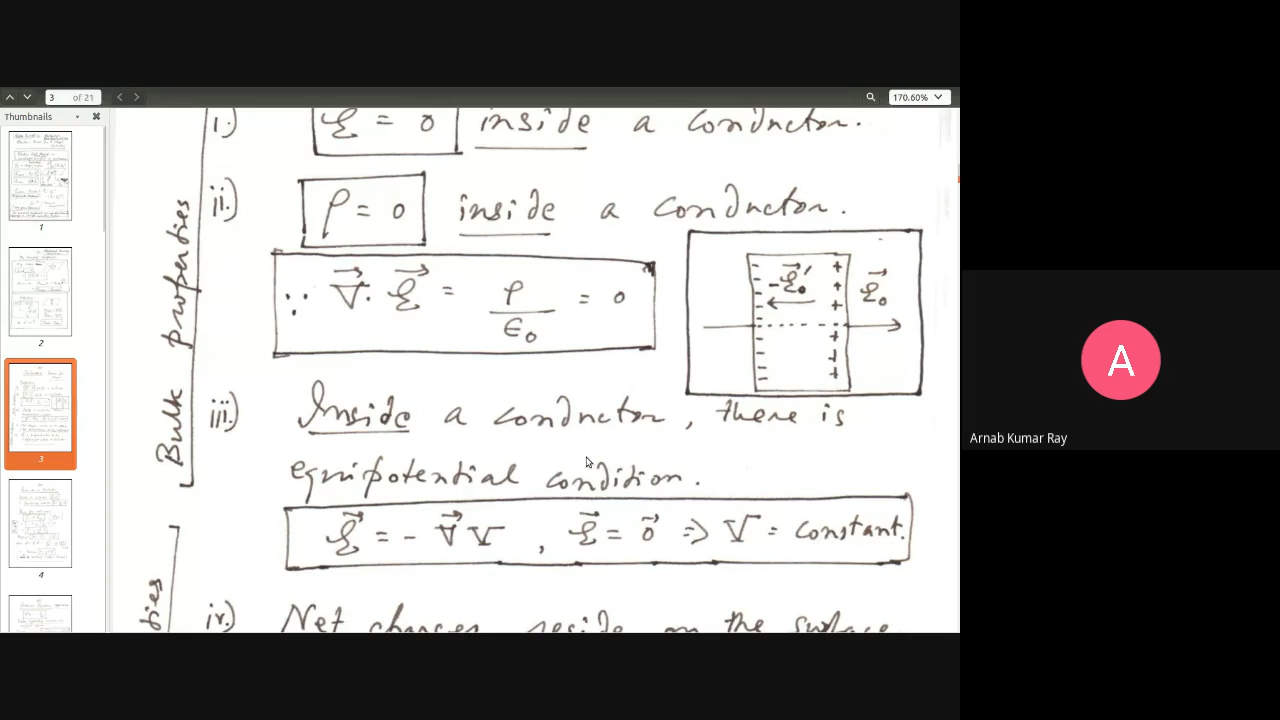 3 of 21
170.60%
Thumbnails
i.) ξ = 0 inside a conductor.
ii.) ρ = 0 inside a conductor.
∵ ∇⃗·ξ⃗ = ρ/ϵ₀ = 0
-ξ⃗₀′ ξ⃗₀
iii.) Inside a conductor, there is
equipotential condition.
ξ⃗ = - ∇⃗V , ξ⃗ = 0⃗ => V = constant.
iv.) Net charges reside on the surface
Bulk properties
ties
1
2
3
4
A
Arnab Kumar Ray